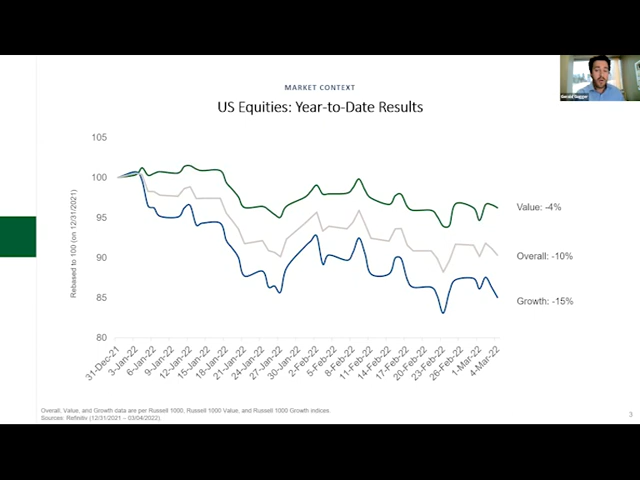 MARKET CONTEXT
US Equities: Year-to-Date Results
Rebased to 100 (on 12/31/2021)
105
100
95
90
85
80
31-Dec-21
3-Jan-22
6-Jan-22
9-Jan-22
12-Jan-22
15-Jan-22
18-Jan-22
21-Jan-22
24-Jan-22
27-Jan-22
30-Jan-22
2-Feb-22
5-Feb-22
8-Feb-22
11-Feb-22
14-Feb-22
17-Feb-22
20-Feb-22
23-Feb-22
26-Feb-22
1-Mar-22
4-Mar-22
Value: -4%
Overall: -10%
Growth: -15%
Overall, Value, and Growth data are per Russell 1000, Russell 1000 Value, and Russell 1000 Growth indices.
Sources: Refinitiv (12/31/2021 – 03/04/2022).
3